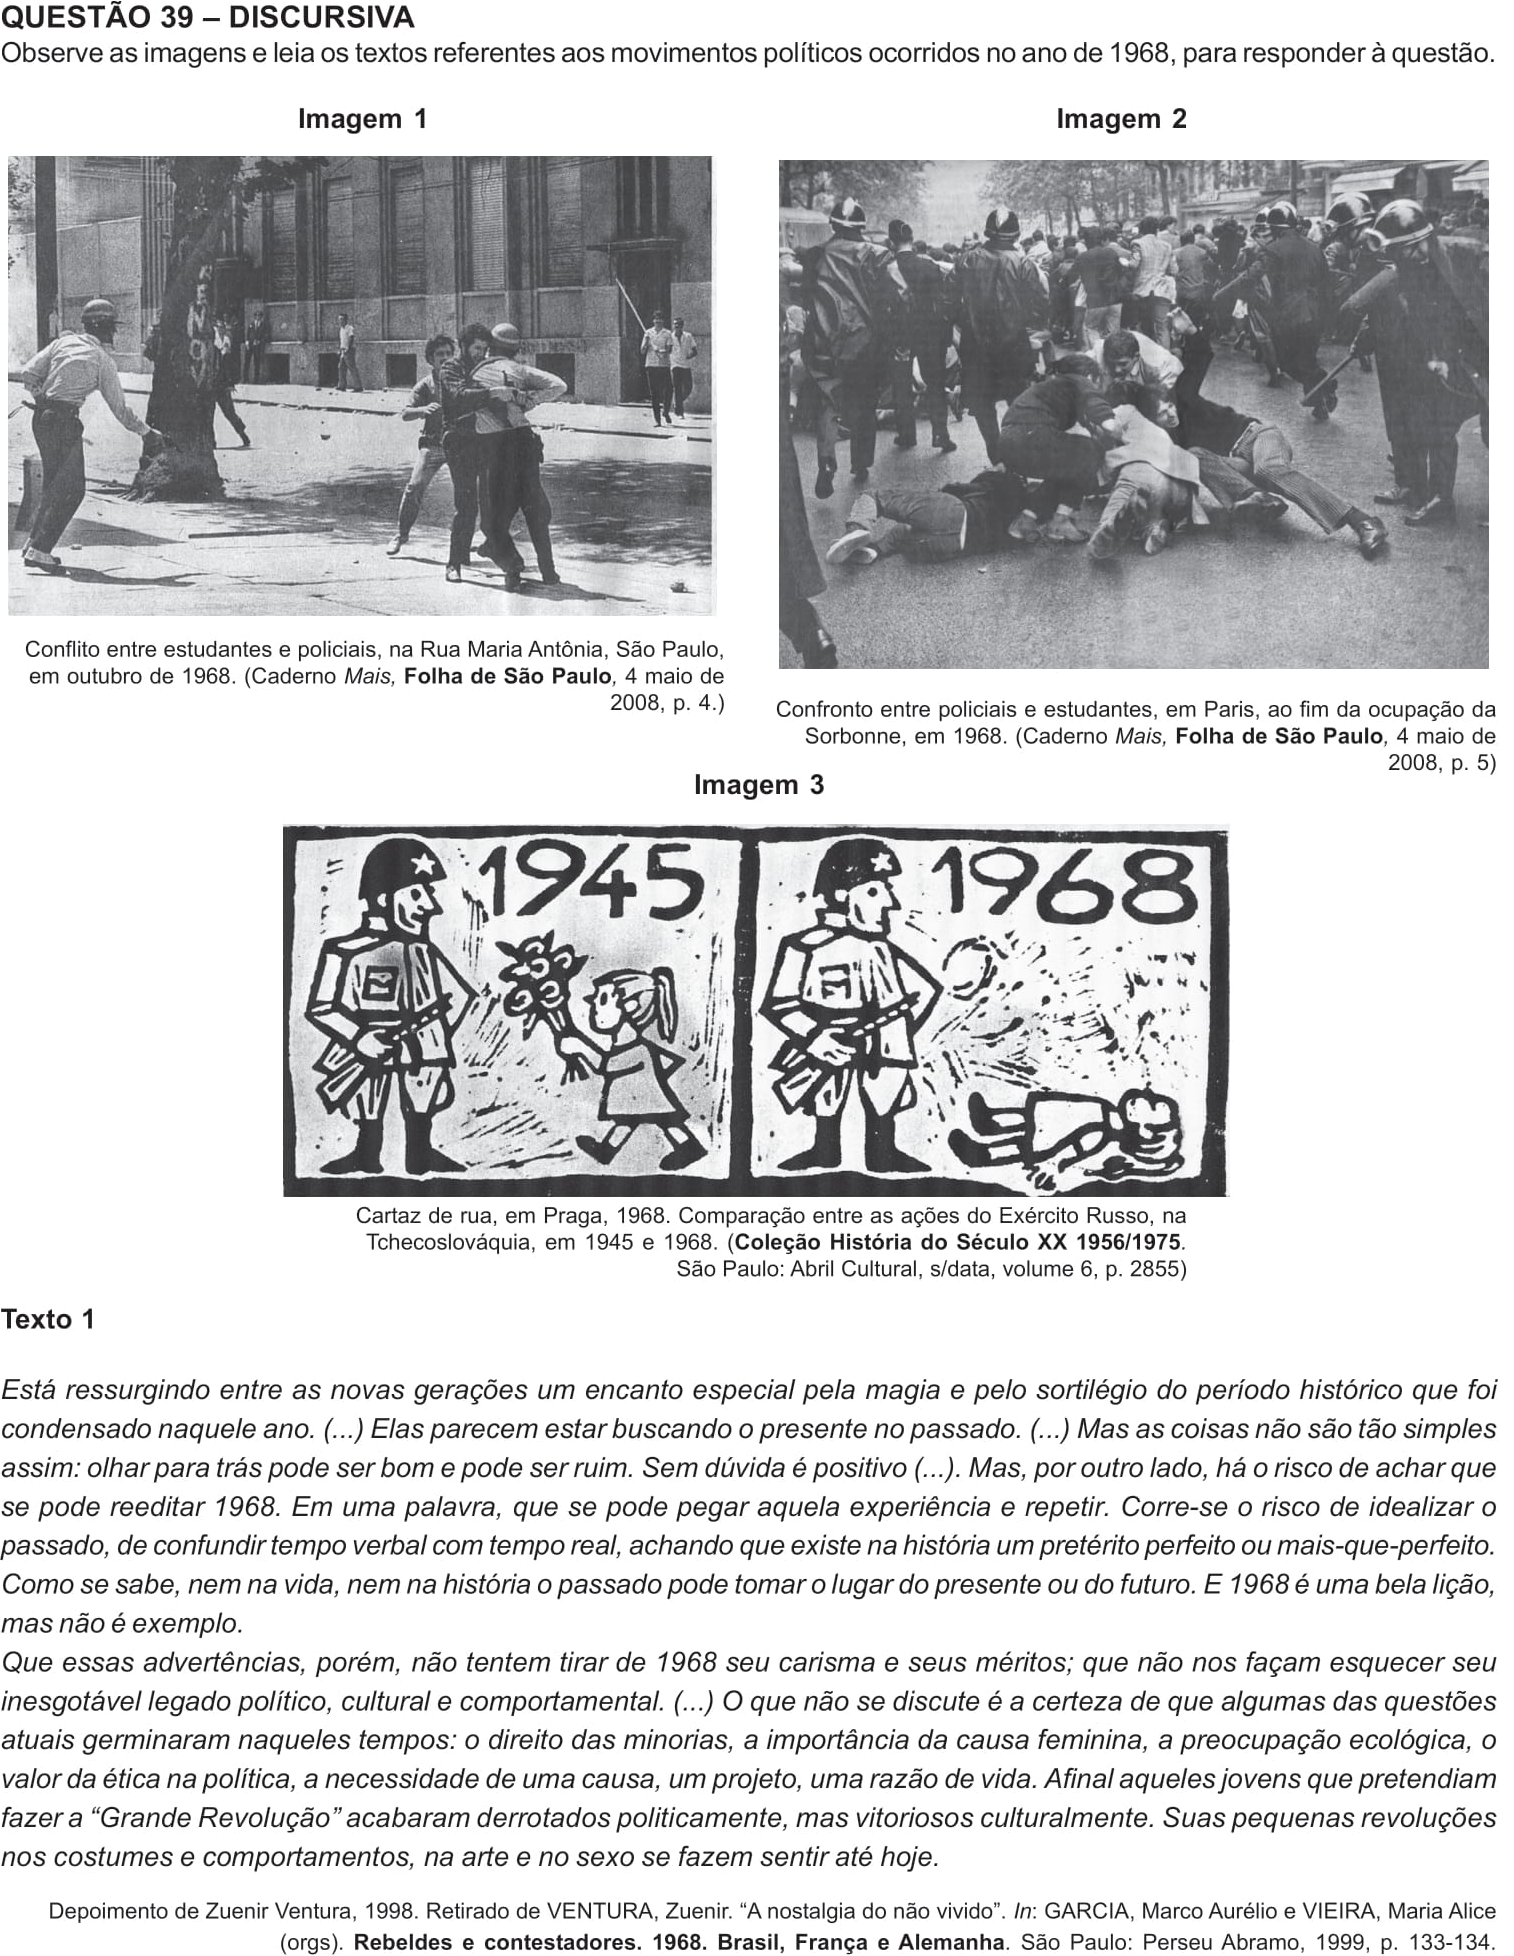 QUESTÃO 39 – DISCURSIVA
Observe as imagens e leia os textos referentes aos movimentos políticos ocorridos no ano de 1968, para responder à questão.
Imagem 1
Imagem 2
Conflito entre estudantes e policiais, na Rua Maria Antônia, São Paulo,
em outubro de 1968. (Caderno Mais, Folha de São Paulo, 4 maio de
2008, p. 4.)
Confronto entre policiais e estudantes, em Paris, ao fim da ocupação da
Sorbonne, em 1968. (Caderno Mais, Folha de São Paulo, 4 maio de
2008, p. 5)
Imagem 3
1945
1968
Cartaz de rua, em Praga, 1968. Comparação entre as ações do Exército Russo, na
Tchecoslováquia, em 1945 e 1968. (Coleção História do Século XX 1956/1975.
São Paulo: Abril Cultural, s/data, volume 6, p. 2855)
Texto 1
Está ressurgindo entre as novas gerações um encanto especial pela magia e pelo sortilégio do período histórico que foi
condensado naquele ano. (...) Elas parecem estar buscando o presente no passado. (...) Mas as coisas não são tão simples
assim: olhar para trás pode ser bom e pode ser ruim. Sem dúvida é positivo (...). Mas, por outro lado, há o risco de achar que
se pode reeditar 1968. Em uma palavra, que se pode pegar aquela experiência e repetir. Corre-se o risco de idealizar o
passado, de confundir tempo verbal com tempo real, achando que existe na história um pretérito perfeito ou mais-que-perfeito.
Como se sabe, nem na vida, nem na história o passado pode tomar o lugar do presente ou do futuro. E 1968 é uma bela lição,
mas não é exemplo.
Que essas advertências, porém, não tentem tirar de 1968 seu carisma e seus méritos; que não nos façam esquecer seu
inesgotável legado político, cultural e comportamental. (...) O que não se discute é a certeza de que algumas das questões
atuais germinaram naqueles tempos: o direito das minorias, a importância da causa feminina, a preocupação ecológica, o
valor da ética na política, a necessidade de uma causa, um projeto, uma razão de vida. Afinal aqueles jovens que pretendiam
fazer a “Grande Revolução” acabaram derrotados politicamente, mas vitoriosos culturalmente. Suas pequenas revoluções
nos costumes e comportamentos, na arte e no sexo se fazem sentir até hoje.
Depoimento de Zuenir Ventura, 1998. Retirado de VENTURA, Zuenir. “A nostalgia do não vivido”. In: GARCIA, Marco Aurélio e VIEIRA, Maria Alice
(orgs). Rebeldes e contestadores. 1968. Brasil, França e Alemanha. São Paulo: Perseu Abramo, 1999, p. 133-134.